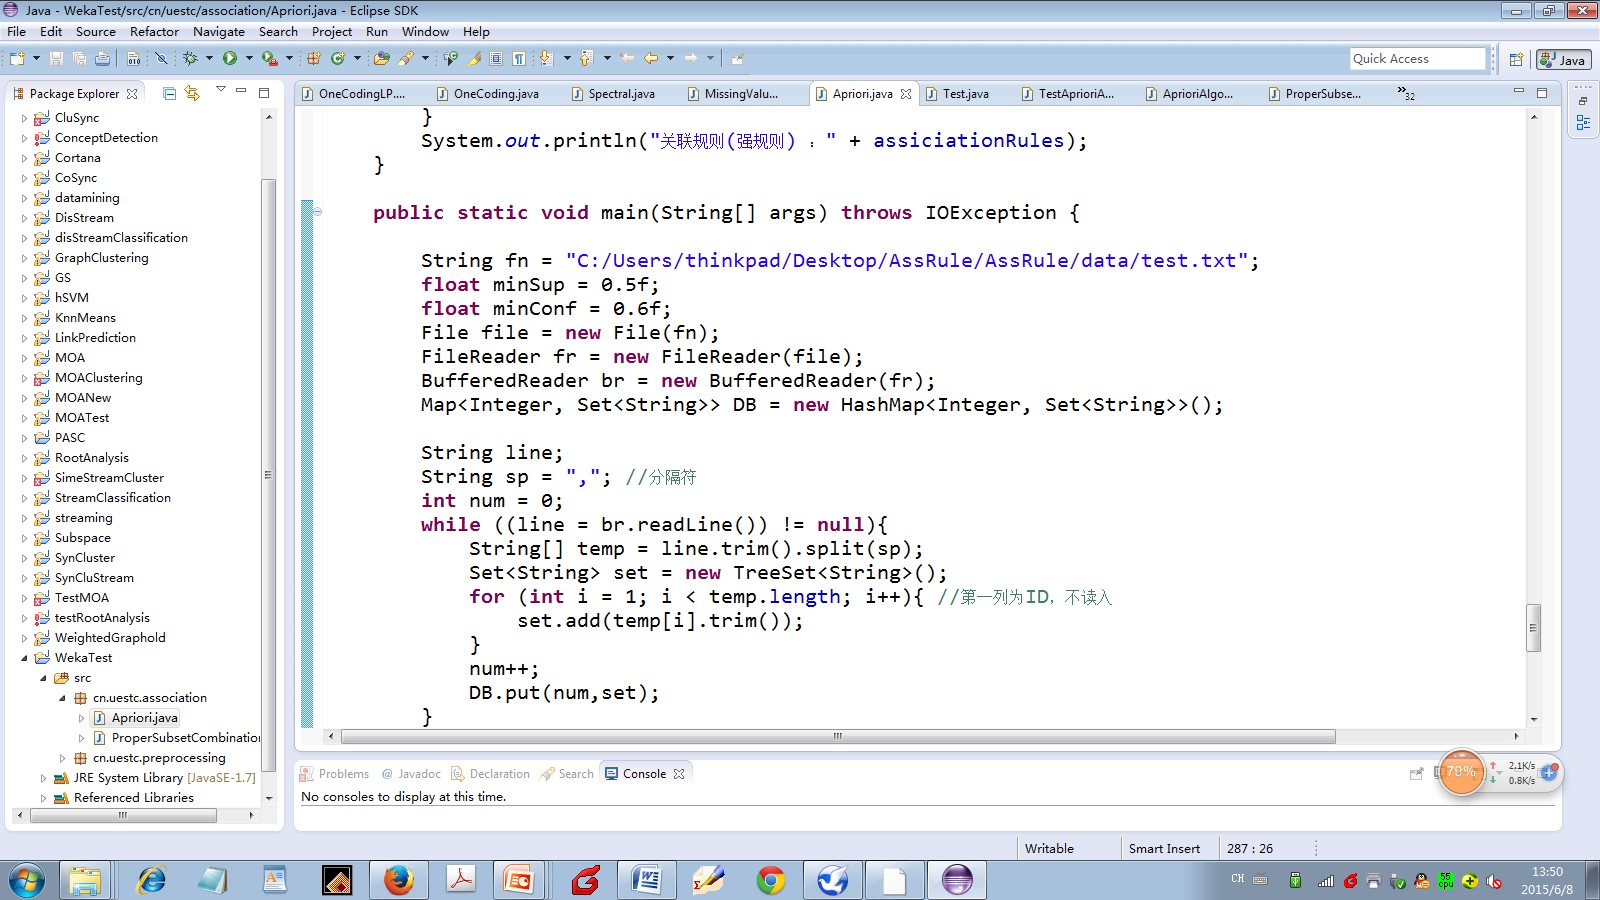 Java - WekaTest/src/cn/uestc/association/Apriori.java - Eclipse SDK
File Edit Source Refactor Navigate Search Project Run Window Help
Quick Access
Java
Package Explorer
CluSync
ConceptDetection
Cortana
CoSync
datamining
DisStream
disStreamClassification
GraphClustering
GS
hSVM
KnnMeans
LinkPrediction
MOA
MOAClustering
MOANew
MOATest
PASC
RootAnalysis
SimeStreamCluster
StreamClassification
streaming
Subspace
SynCluster
SynCluStream
TestMOA
testRootAnalysis
WeightedGraphold
WekaTest
src
cn.uestc.association
Apriori.java
ProperSubsetCombination
cn.uestc.preprocessing
JRE System Library [JavaSE-1.7]
Referenced Libraries
OneCodingLP.... OneCoding.java Spectral.java MissingValu... Apriori.java Test.java TestAprioriA... AprioriAlgo... ProperSubse... »32
}
System.out.println("关联规则(强规则) ：" + assiciationRules);
}
public static void main(String[] args) throws IOException {
String fn = "C:/Users/thinkpad/Desktop/AssRule/AssRule/data/test.txt";
float minSup = 0.5f;
float minConf = 0.6f;
File file = new File(fn);
FileReader fr = new FileReader(file);
BufferedReader br = new BufferedReader(fr);
Map<Integer, Set<String>> DB = new HashMap<Integer, Set<String>>();
String line;
String sp = ","; //分隔符
int num = 0;
while ((line = br.readLine()) != null){
String[] temp = line.trim().split(sp);
Set<String> set = new TreeSet<String>();
for (int i = 1; i < temp.length; i++){ //第一列为ID，不读入
set.add(temp[i].trim());
}
num++;
DB.put(num,set);
}
Problems @ Javadoc Declaration Search Console
No consoles to display at this time.
70%
2.1K/s
0.8K/s
Writable Smart Insert 287 : 26
CH
55
cpu
13:50
2015/6/8